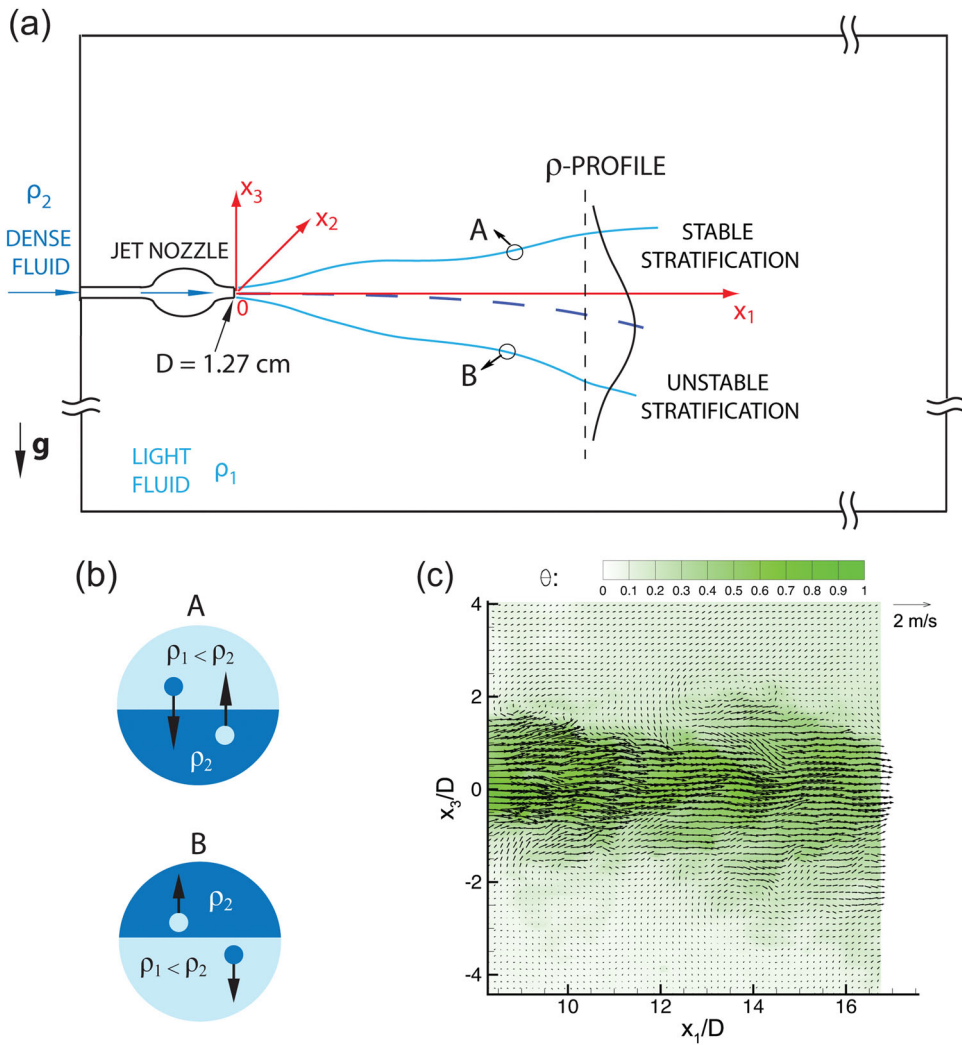 (a)
ρ-PROFILE
ρ₂
DENSE
FLUID
JET NOZZLE
x₃
x₂
A
STABLE
STRATIFICATION
0
x₁
D = 1.27 cm
B
UNSTABLE
STRATIFICATION
g
LIGHT
FLUID
ρ₁
(b)
A
ρ₁ < ρ₂
ρ₂
B
ρ₂
ρ₁ < ρ₂
(c)
θ:
0 0.1 0.2 0.3 0.4 0.5 0.6 0.7 0.8 0.9 1
2 m/s
4
2
0
-2
-4
x₃/D
10 12 14 16
x₁/D